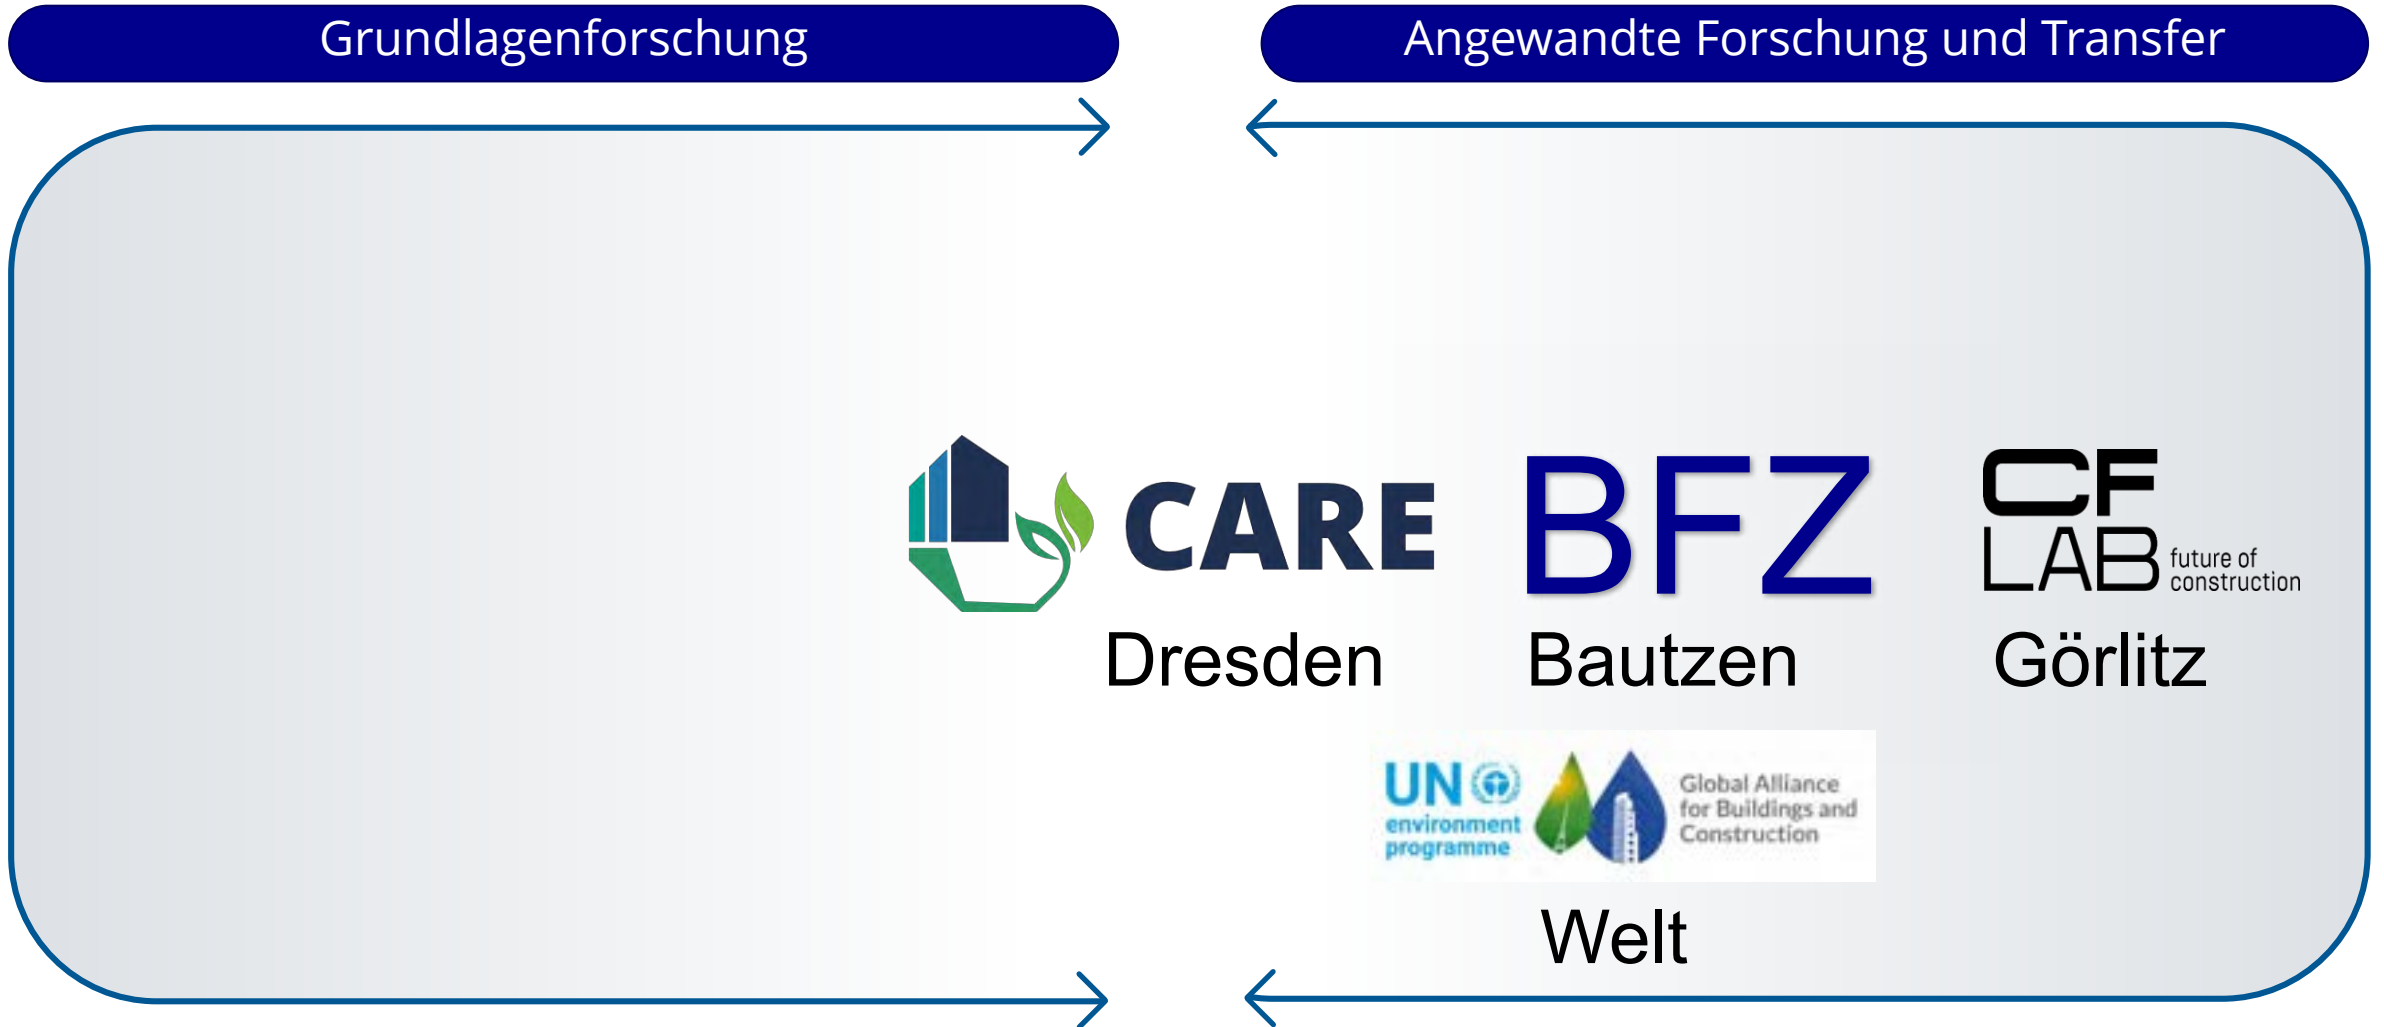 Grundlagenforschung
Angewandte Forschung und Transfer
CARE
BFZ
CF
LAB
future of
construction
Dresden
Bautzen
Görlitz
UN
environment
programme
Global Alliance
for Buildings and
Construction
Welt